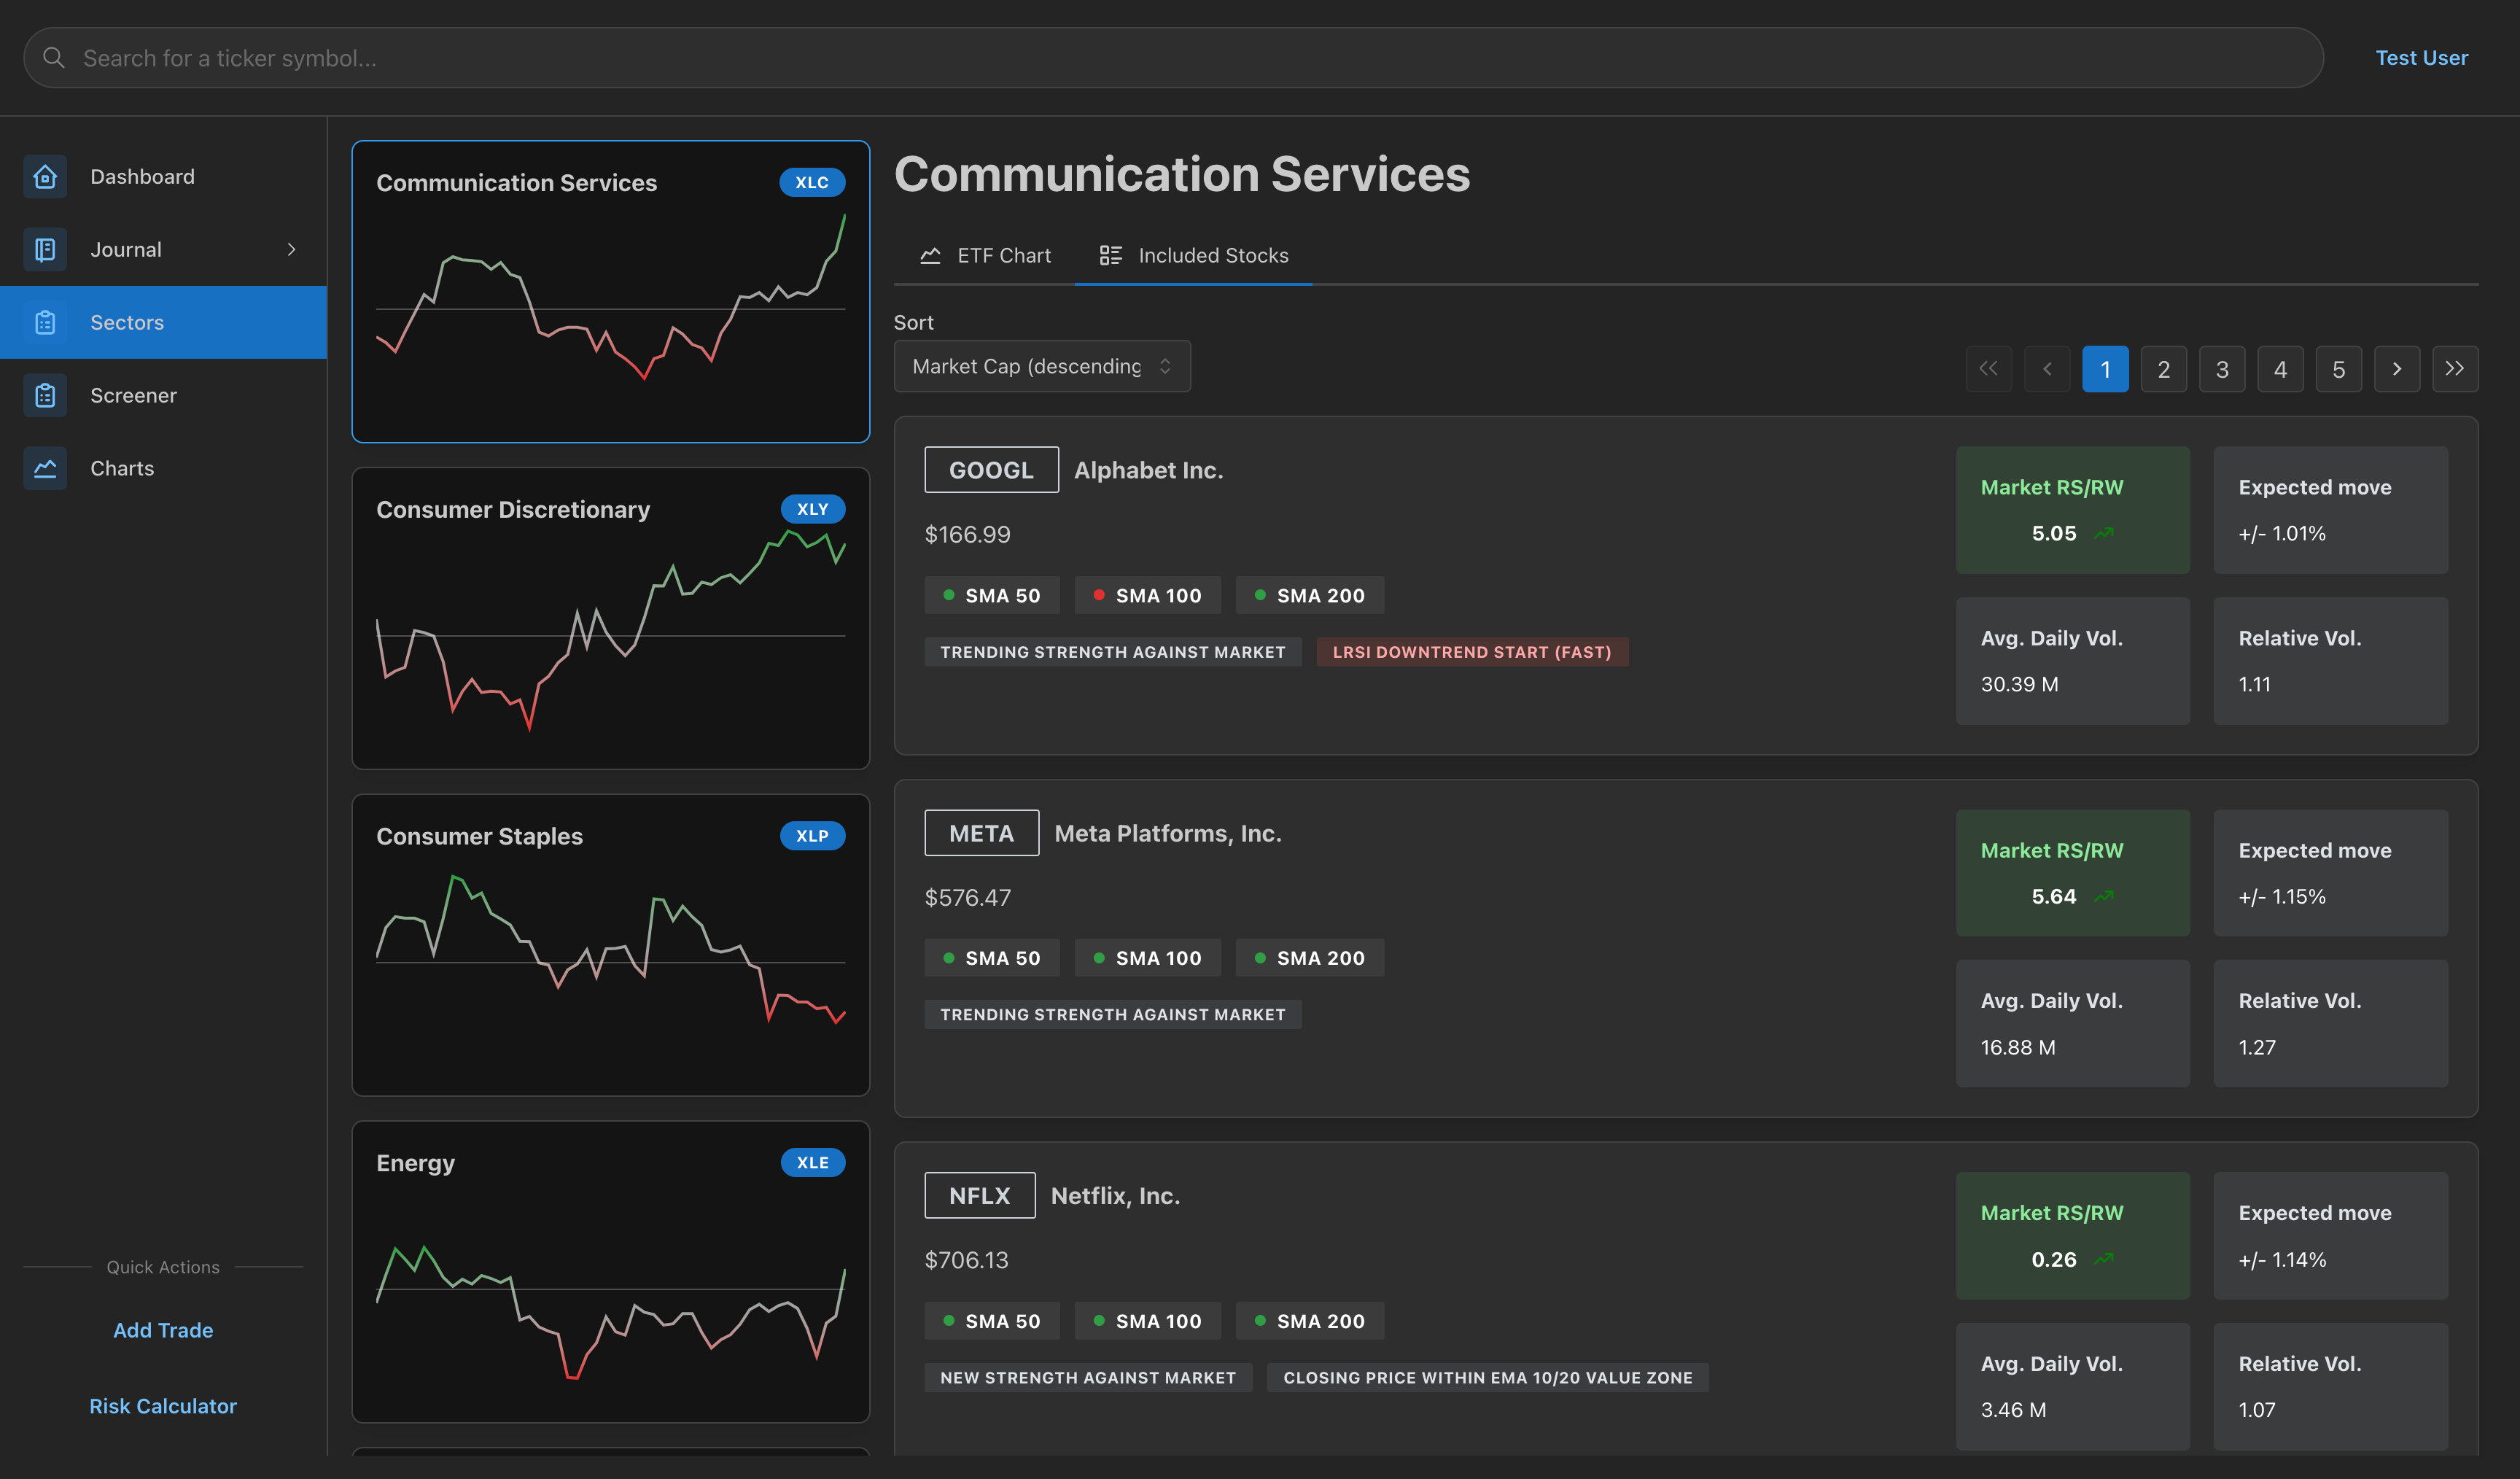 Search for a ticker symbol...
Test User
Dashboard
Journal
Sectors
Screener
Charts
Quick Actions
Add Trade
Risk Calculator
Communication Services XLC
Consumer Discretionary XLY
Consumer Staples XLP
Energy XLE
Communication Services
ETF Chart Included Stocks
Sort
Market Cap (descending
1 2 3 4 5
GOOGL Alphabet Inc.
$166.99
SMA 50 SMA 100 SMA 200
TRENDING STRENGTH AGAINST MARKET LRSI DOWNTREND START (FAST)
Market RS/RW
5.05
Expected move
+/- 1.01%
Avg. Daily Vol.
30.39 M
Relative Vol.
1.11
META Meta Platforms, Inc.
$576.47
SMA 50 SMA 100 SMA 200
TRENDING STRENGTH AGAINST MARKET
Market RS/RW
5.64
Expected move
+/- 1.15%
Avg. Daily Vol.
16.88 M
Relative Vol.
1.27
NFLX Netflix, Inc.
$706.13
SMA 50 SMA 100 SMA 200
NEW STRENGTH AGAINST MARKET CLOSING PRICE WITHIN EMA 10/20 VALUE ZONE
Market RS/RW
0.26
Expected move
+/- 1.14%
Avg. Daily Vol.
3.46 M
Relative Vol.
1.07